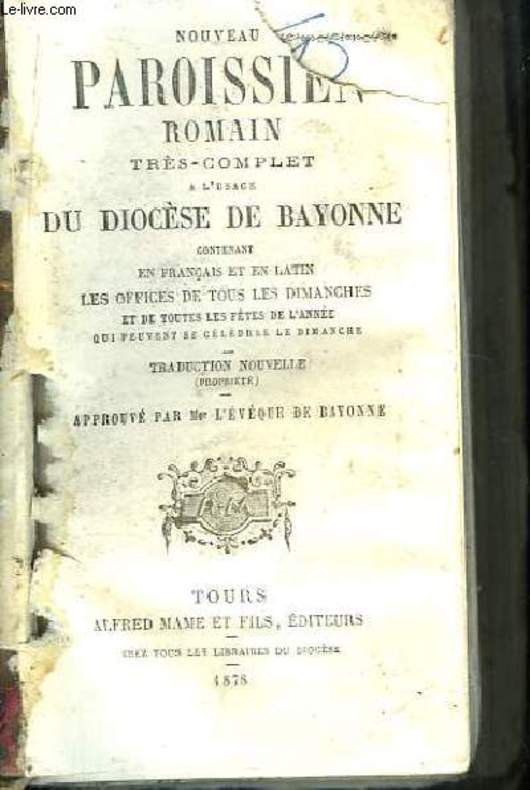 Le-livre.com
NOUVEAU
PAROISSIEN
ROMAIN
TRÈS-COMPLET
A L'USAGE
DU DIOCÈSE DE BAYONNE
CONTENANT
EN FRANÇAIS ET EN LATIN
LES OFFICES DE TOUS LES DIMANCHES
ET DE TOUTES LES FÊTES DE L'ANNÉE
QUI PEUVENT SE CÉLÉBRER LE DIMANCHE
TRADUCTION NOUVELLE
(PROPRIÉTÉ)
APPROUVÉ PAR Mgr L'ÉVÊQUE DE BAYONNE
TOURS
ALFRED MAME ET FILS, ÉDITEURS
CHEZ TOUS LES LIBRAIRES DU DIOCÈSE
1878